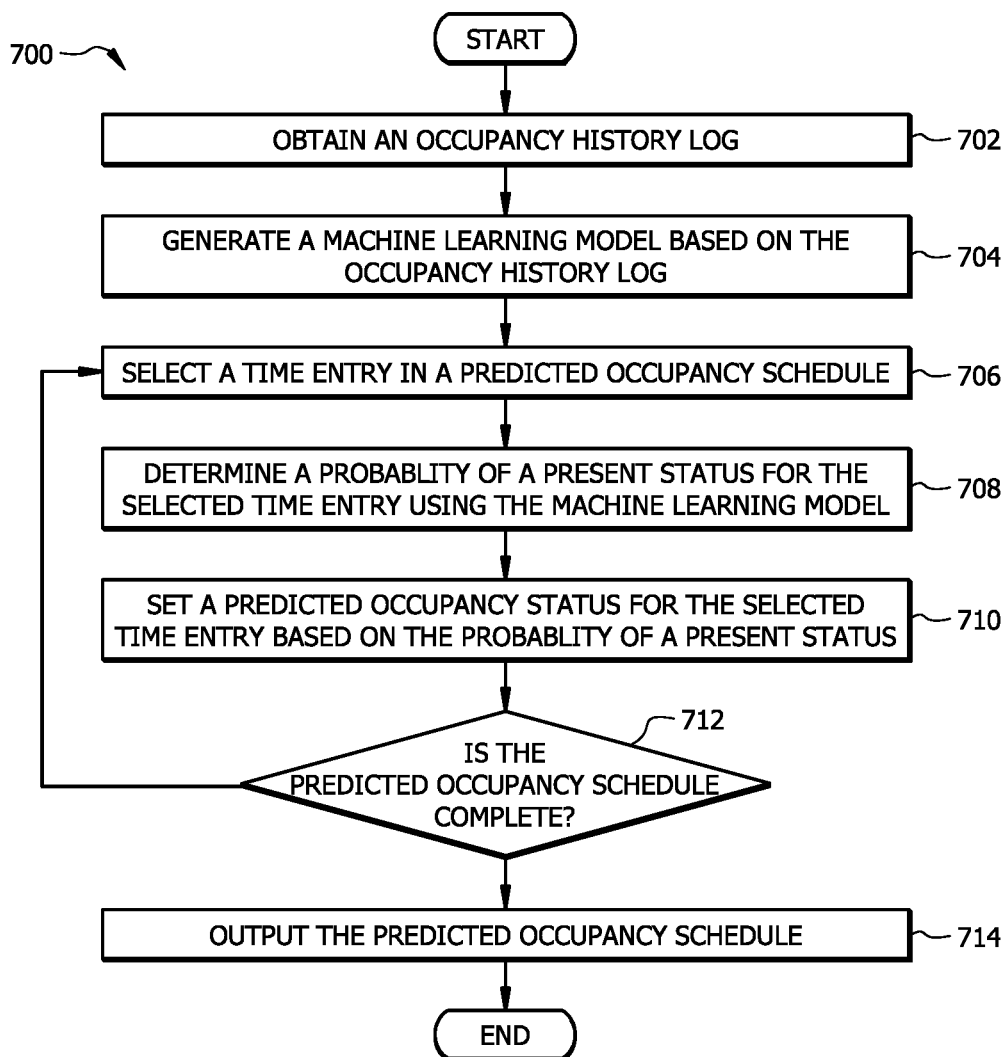 700
START
OBTAIN AN OCCUPANCY HISTORY LOG
702
GENERATE A MACHINE LEARNING MODEL BASED ON THE
OCCUPANCY HISTORY LOG
704
SELECT A TIME ENTRY IN A PREDICTED OCCUPANCY SCHEDULE
706
DETERMINE A PROBABLITY OF A PRESENT STATUS FOR THE
SELECTED TIME ENTRY USING THE MACHINE LEARNING MODEL
708
SET A PREDICTED OCCUPANCY STATUS FOR THE SELECTED
TIME ENTRY BASED ON THE PROBABLITY OF A PRESENT STATUS
710
712
IS THE
PREDICTED OCCUPANCY SCHEDULE
COMPLETE?
OUTPUT THE PREDICTED OCCUPANCY SCHEDULE
714
END